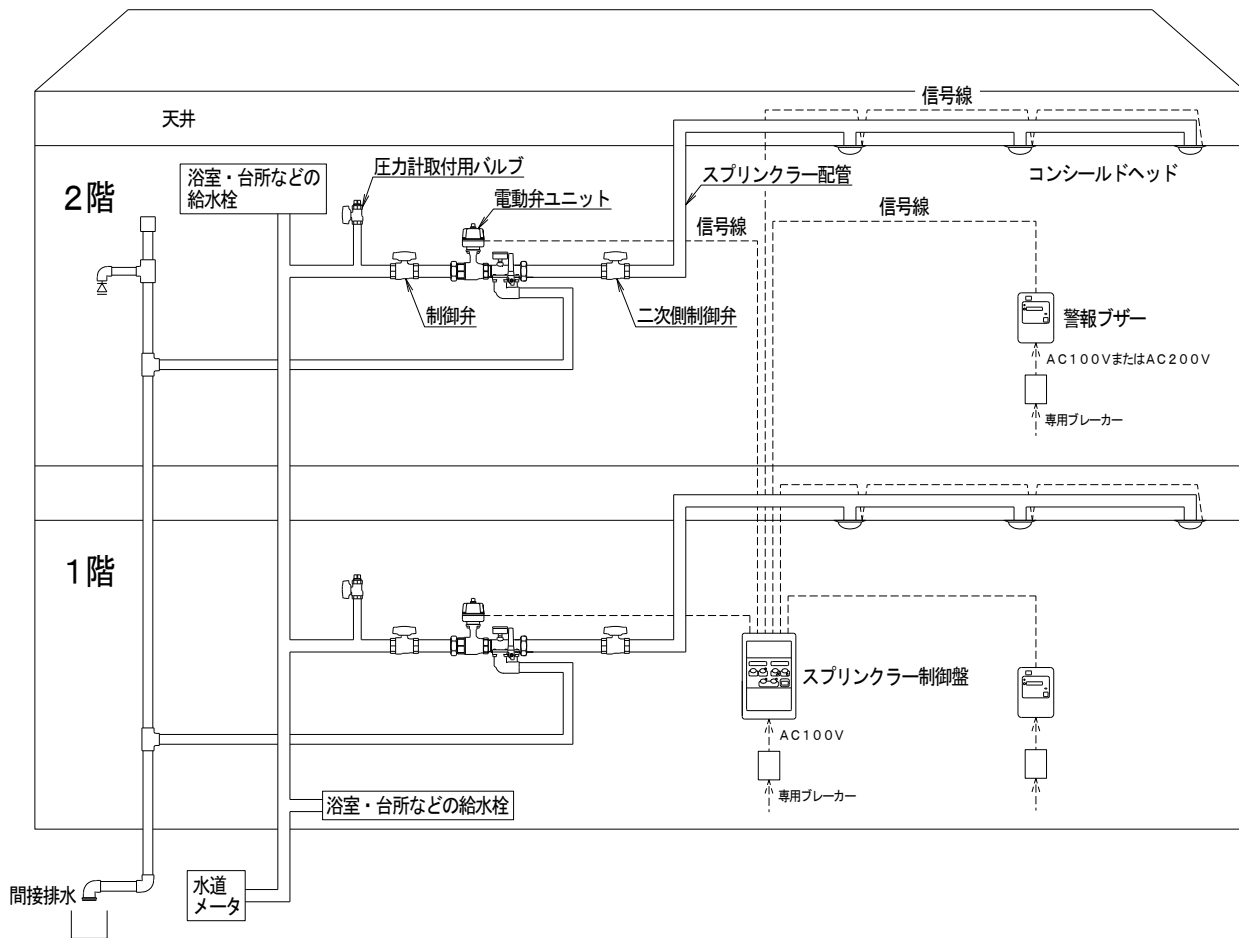 信号線
天井
圧力計取付用バルブ
浴室・台所などの
給水栓
スプリンクラー配管
コンシールドヘッド
2階
電動弁ユニット
信号線
信号線
制御弁
二次側制御弁
警報ブザー
AC100VまたはAC200V
専用ブレーカー
1階
スプリンクラー制御盤
AC100V
専用ブレーカー
浴室・台所などの給水栓
間接排水
水道
メータ